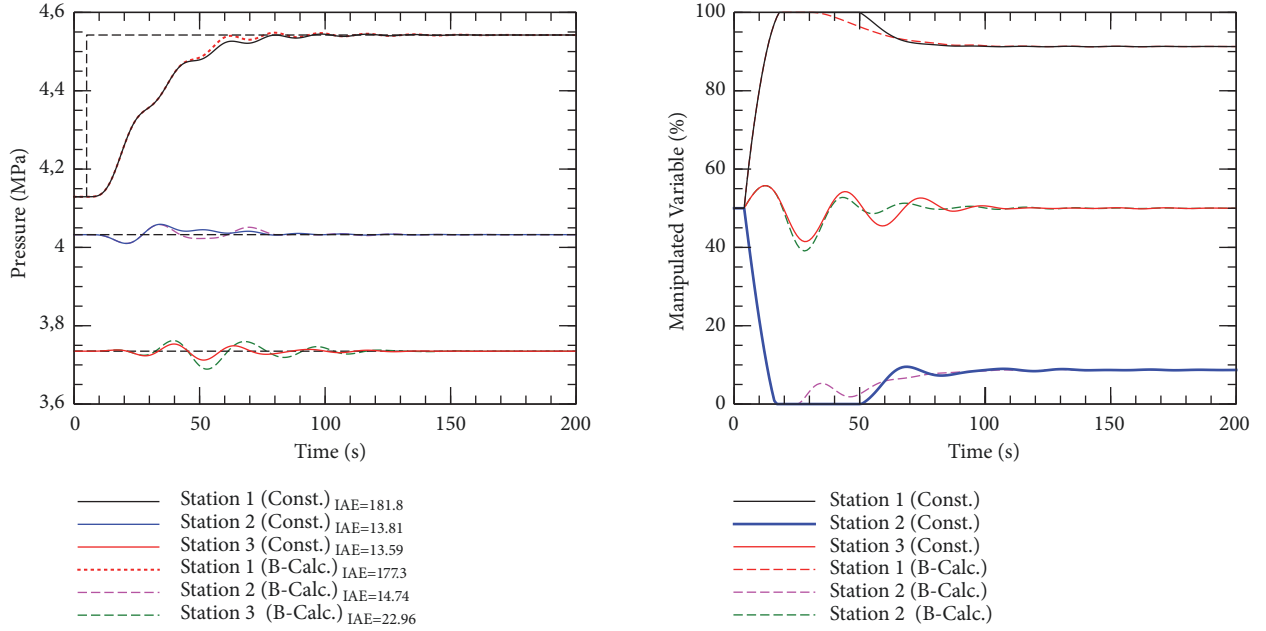 4,6
4,4
4,2
4
3,8
3,6
Pressure (MPa)
0
50
100
150
200
Time (s)
Station 1 (Const.) IAE=181.8
Station 2 (Const.) IAE=13.81
Station 3 (Const.) IAE=13.59
Station 1 (B-Calc.) IAE=177.3
Station 2 (B-Calc.) IAE=14.74
Station 3 (B-Calc.) IAE=22.96
100
80
60
40
20
0
Manipulated Variable (%)
0
50
100
150
200
Time (s)
Station 1 (Const.)
Station 2 (Const.)
Station 3 (Const.)
Station 1 (B-Calc.)
Station 2 (B-Calc.)
Station 2 (B-Calc.)